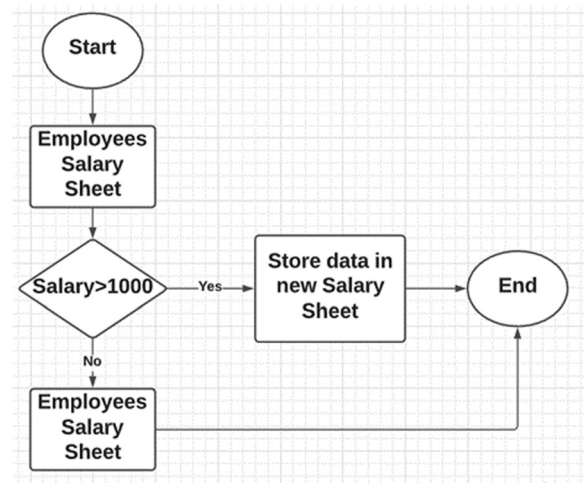 Start
Employees
Salary
Sheet
Salary>1000
Yes
Store data in
new Salary
Sheet
End
No
Employees
Salary
Sheet